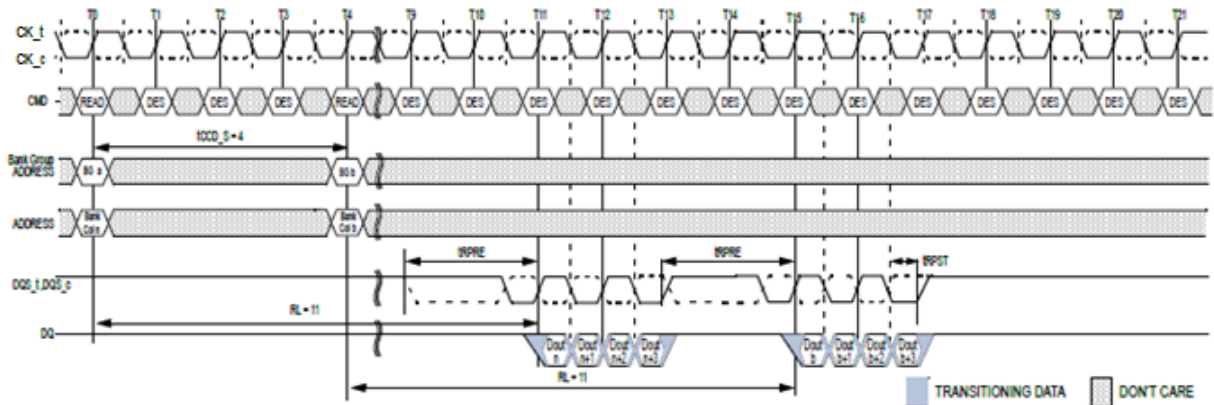 T0 T1 T2 T3 T4 T9 T10 T11 T12 T13 T14 T15 T16 T17 T18 T19 T20 T21
CK_t
CK_c
CMD READ DES DES DES READ DES DES DES DES DES DES DES DES DES DES DES DES DES
tCCD_S = 4
Bank Group
ADDRESS BG a BG b
ADDRESS Bank Col n Bank Col b
tRPRE tRPRE tRPST
DQS_t,DQS_c
RL = 11
DQ Dout n Dout n+1 Dout n+2 Dout n+3 Dout b Dout b+1 Dout b+2 Dout b+3
RL = 11
TRANSITIONING DATA DON'T CARE